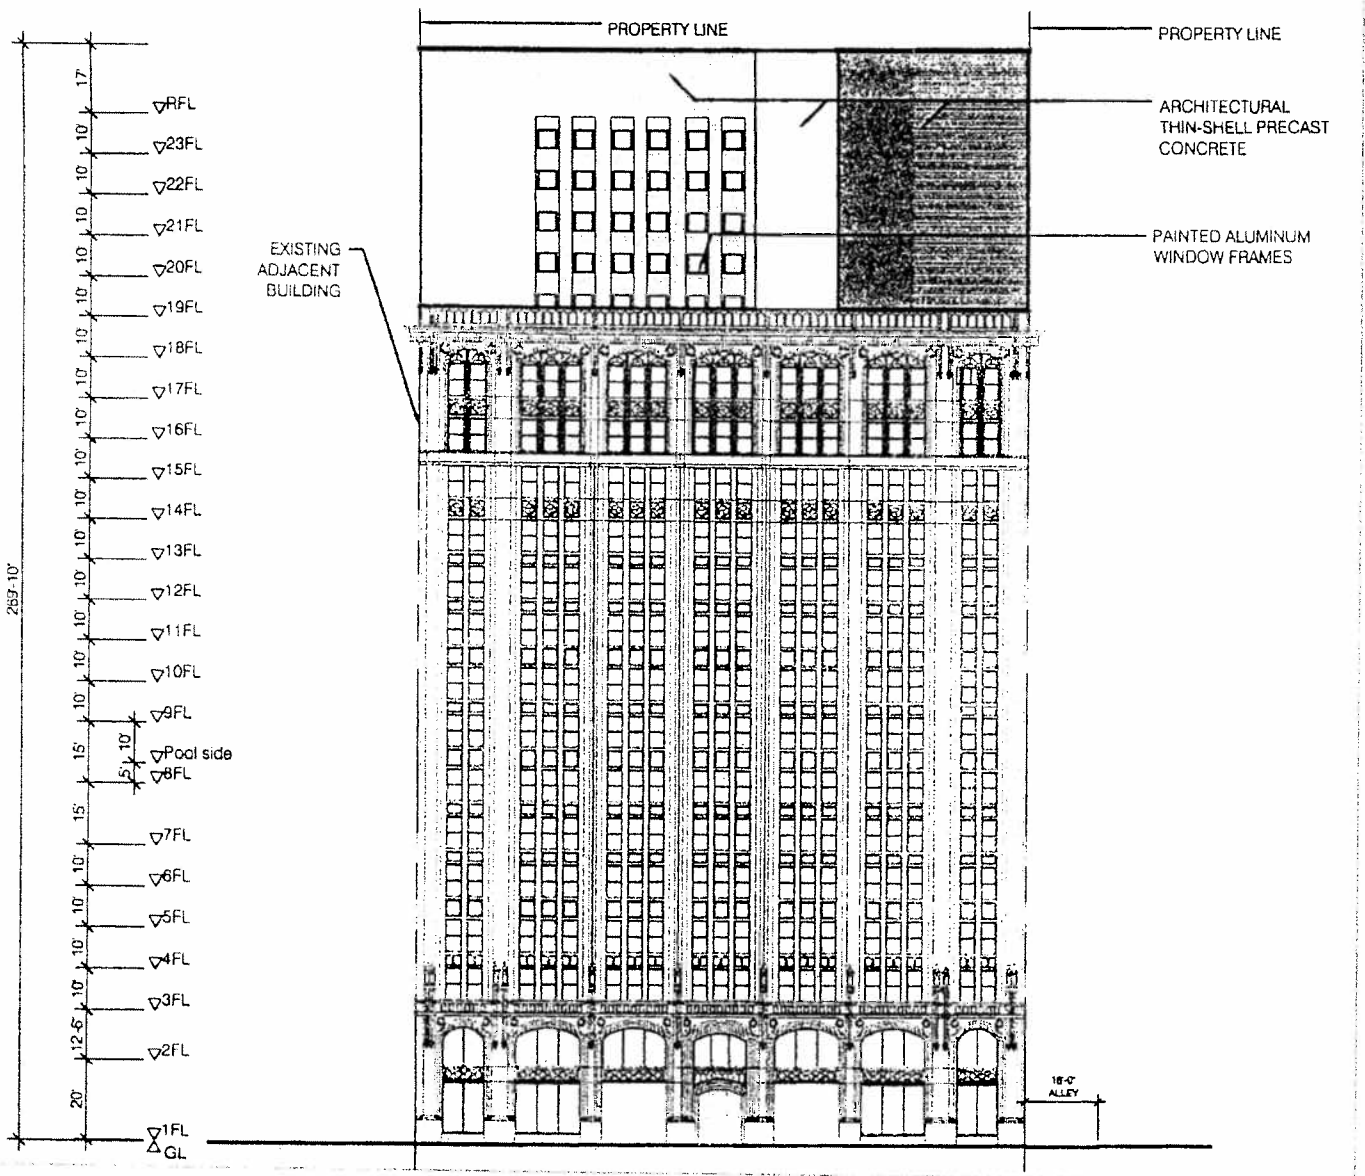 PROPERTY LINE
PROPERTY LINE
ARCHITECTURAL
THIN-SHELL PRECAST
CONCRETE
PAINTED ALUMINUM
WINDOW FRAMES
EXISTING
ADJACENT
BUILDING
17'
RFL
10'
23FL
10'
22FL
10'
21FL
10'
20FL
10'
19FL
10'
18FL
10'
17FL
10'
16FL
10'
15FL
10'
14FL
10'
13FL
10'
12FL
10'
11FL
10'
10FL
10'
9FL
15'
10'
Pool side
5'
8FL
15'
7FL
10'
6FL
10'
5FL
10'
4FL
10'
3FL
12'-6"
2FL
20'
1FL
GL
269'-10"
ALLEY